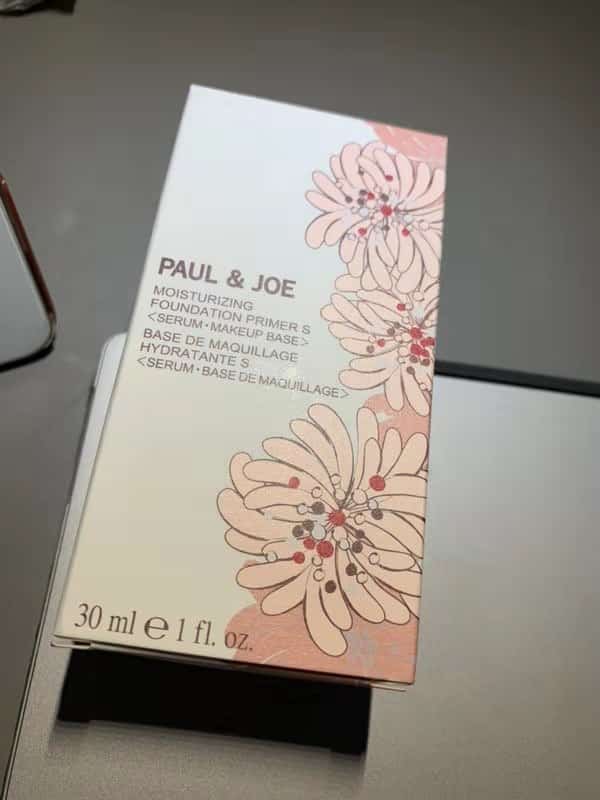 PAUL & JOE
MOISTURIZING
FOUNDATION PRIMER S
<SERUM・MAKEUP BASE>
BASE DE MAQUILLAGE
HYDRATANTE S
<SERUM・BASE DE MAQUILLAGE>
30 ml ℮ 1 fl. oz.